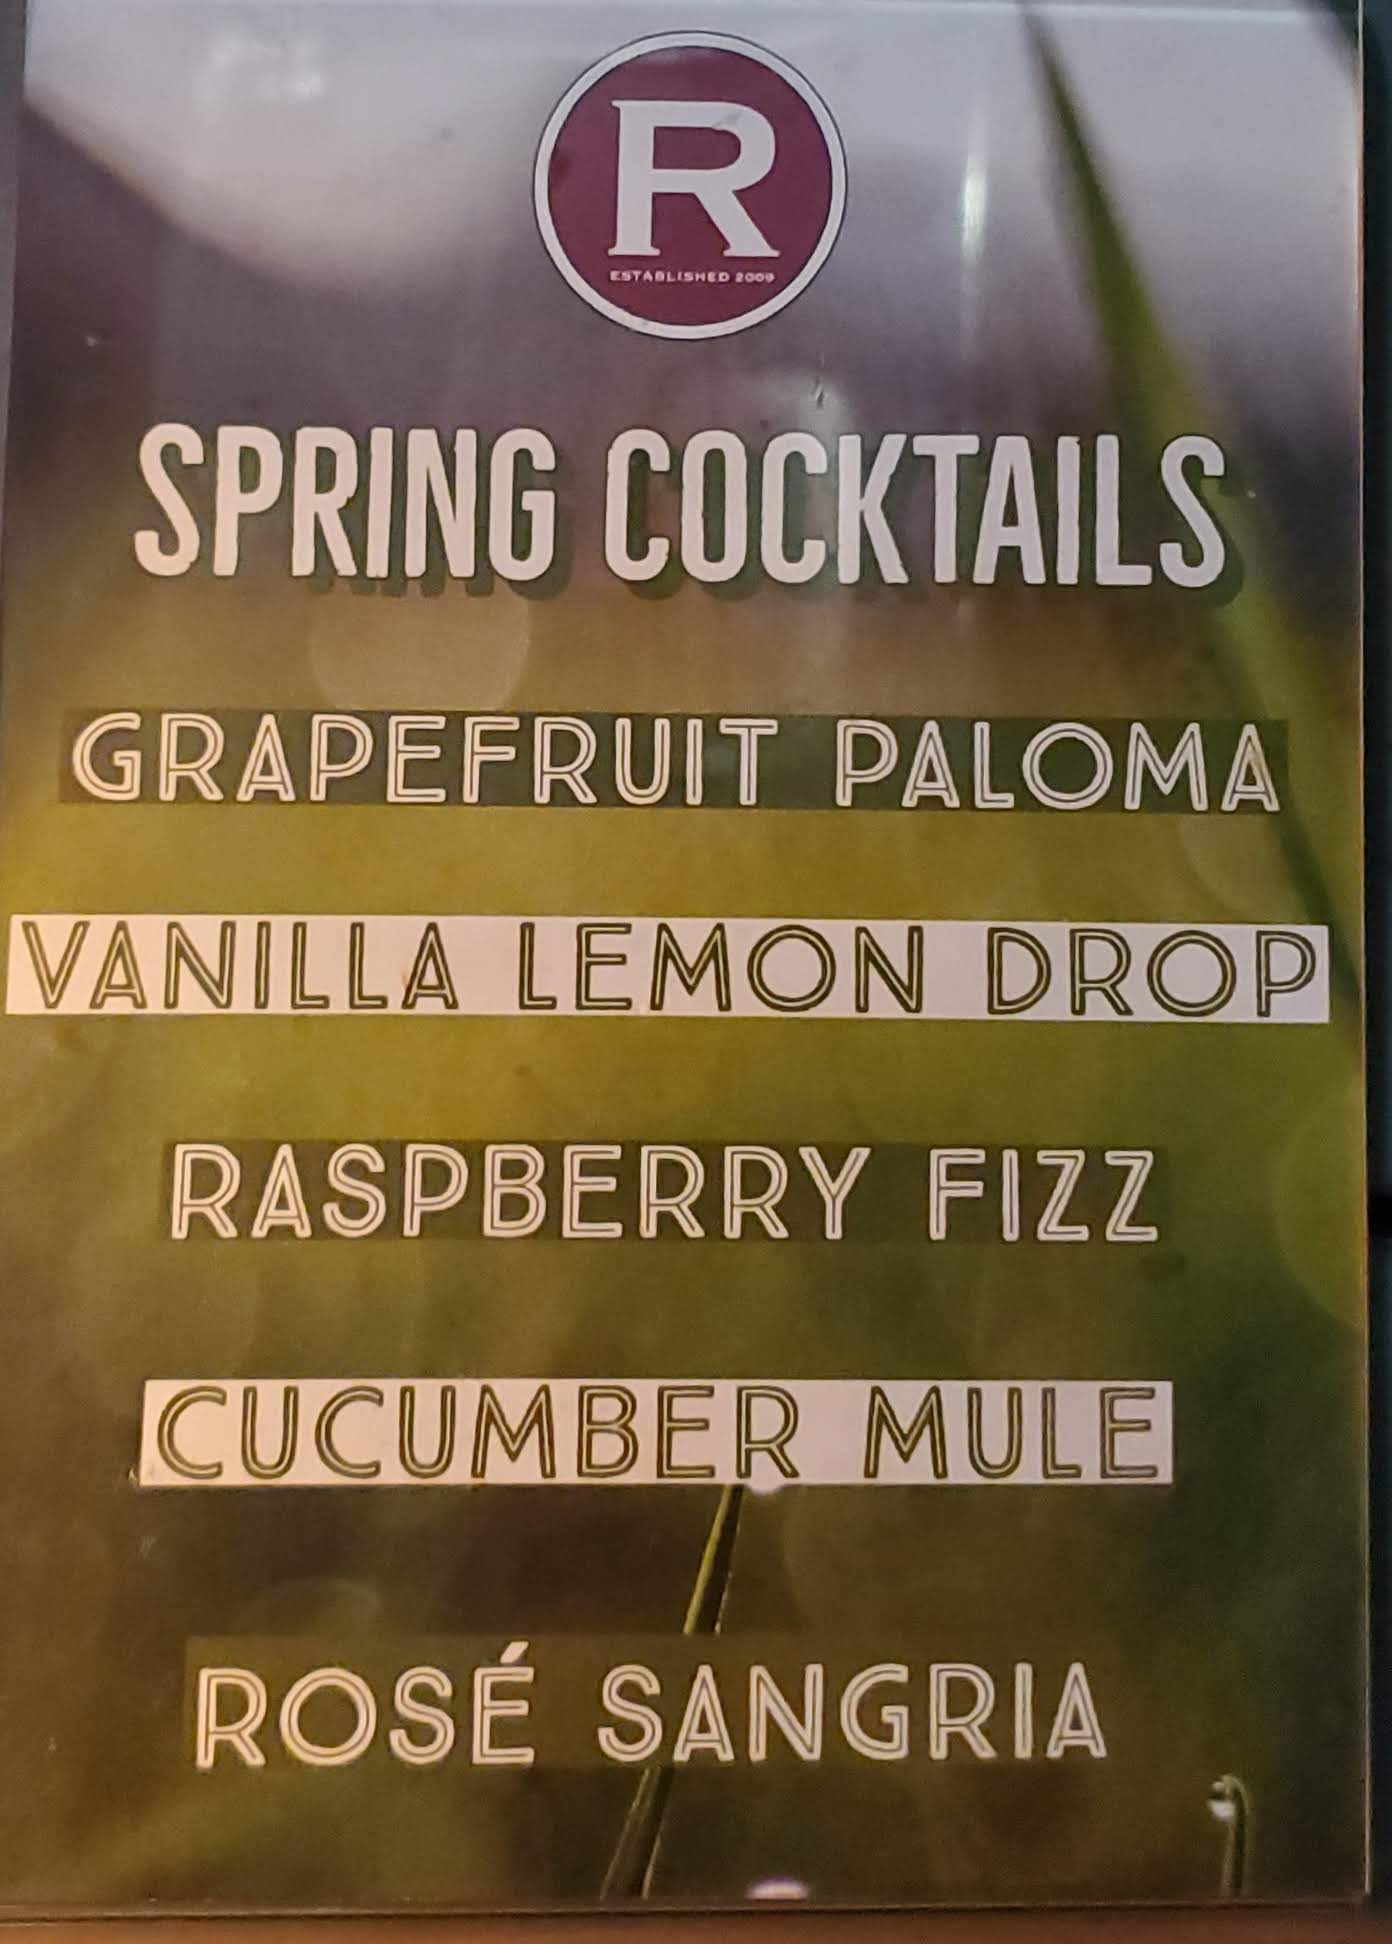 R
ESTABLISHED 2009
SPRING COCKTAILS
GRAPEFRUIT PALOMA
VANILLA LEMON DROP
RASPBERRY FIZZ
CUCUMBER MULE
ROSÉ SANGRIA